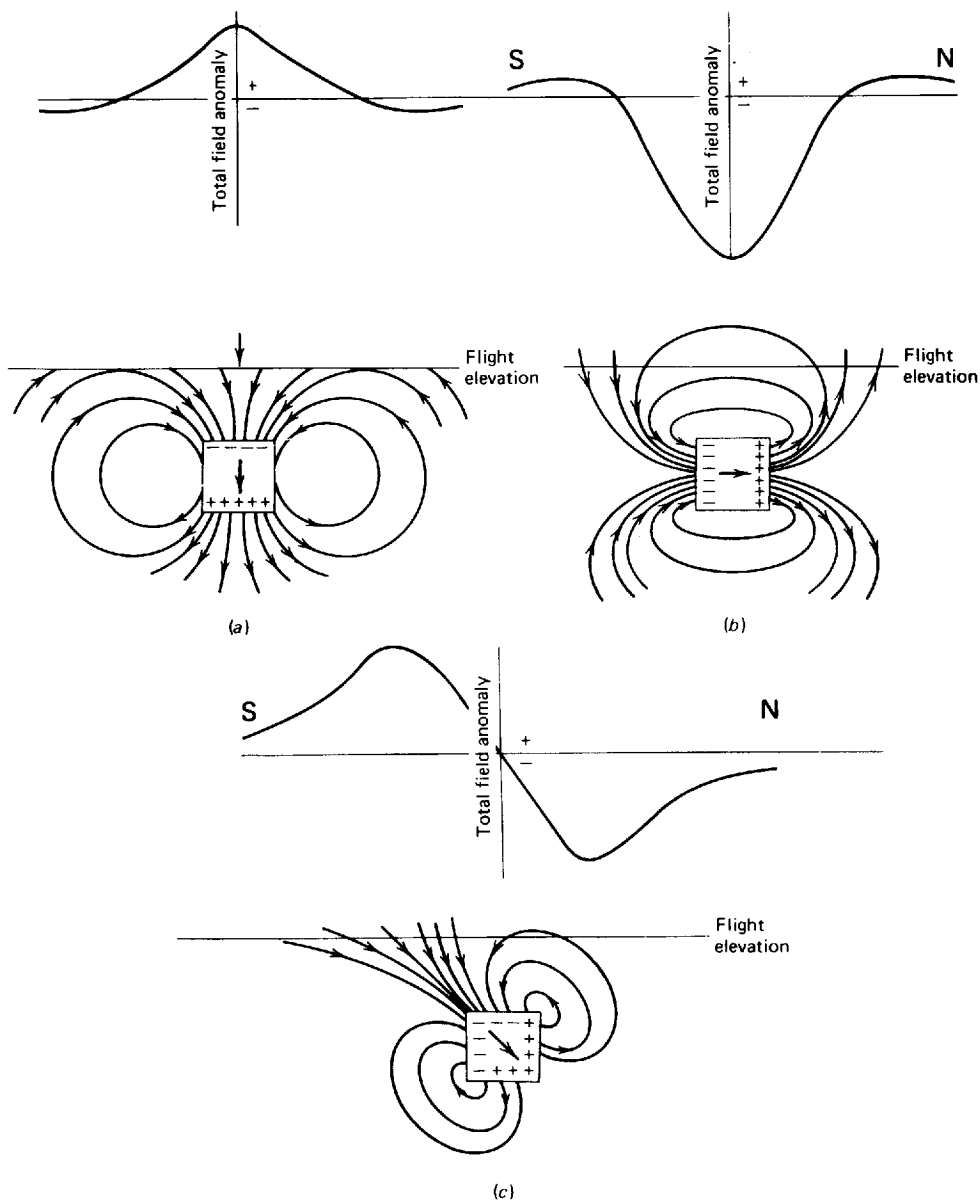 Total field anomaly
+
−
S
N
Total field anomaly
+
−
Flight
elevation
− − − −
+ + + + +
(a)
Flight
elevation
− +
− +
− +
− +
− +
− +
(b)
S
N
Total field anomaly
+
−
Flight
elevation
− − − − +
− +
− +
− + + +
(c)